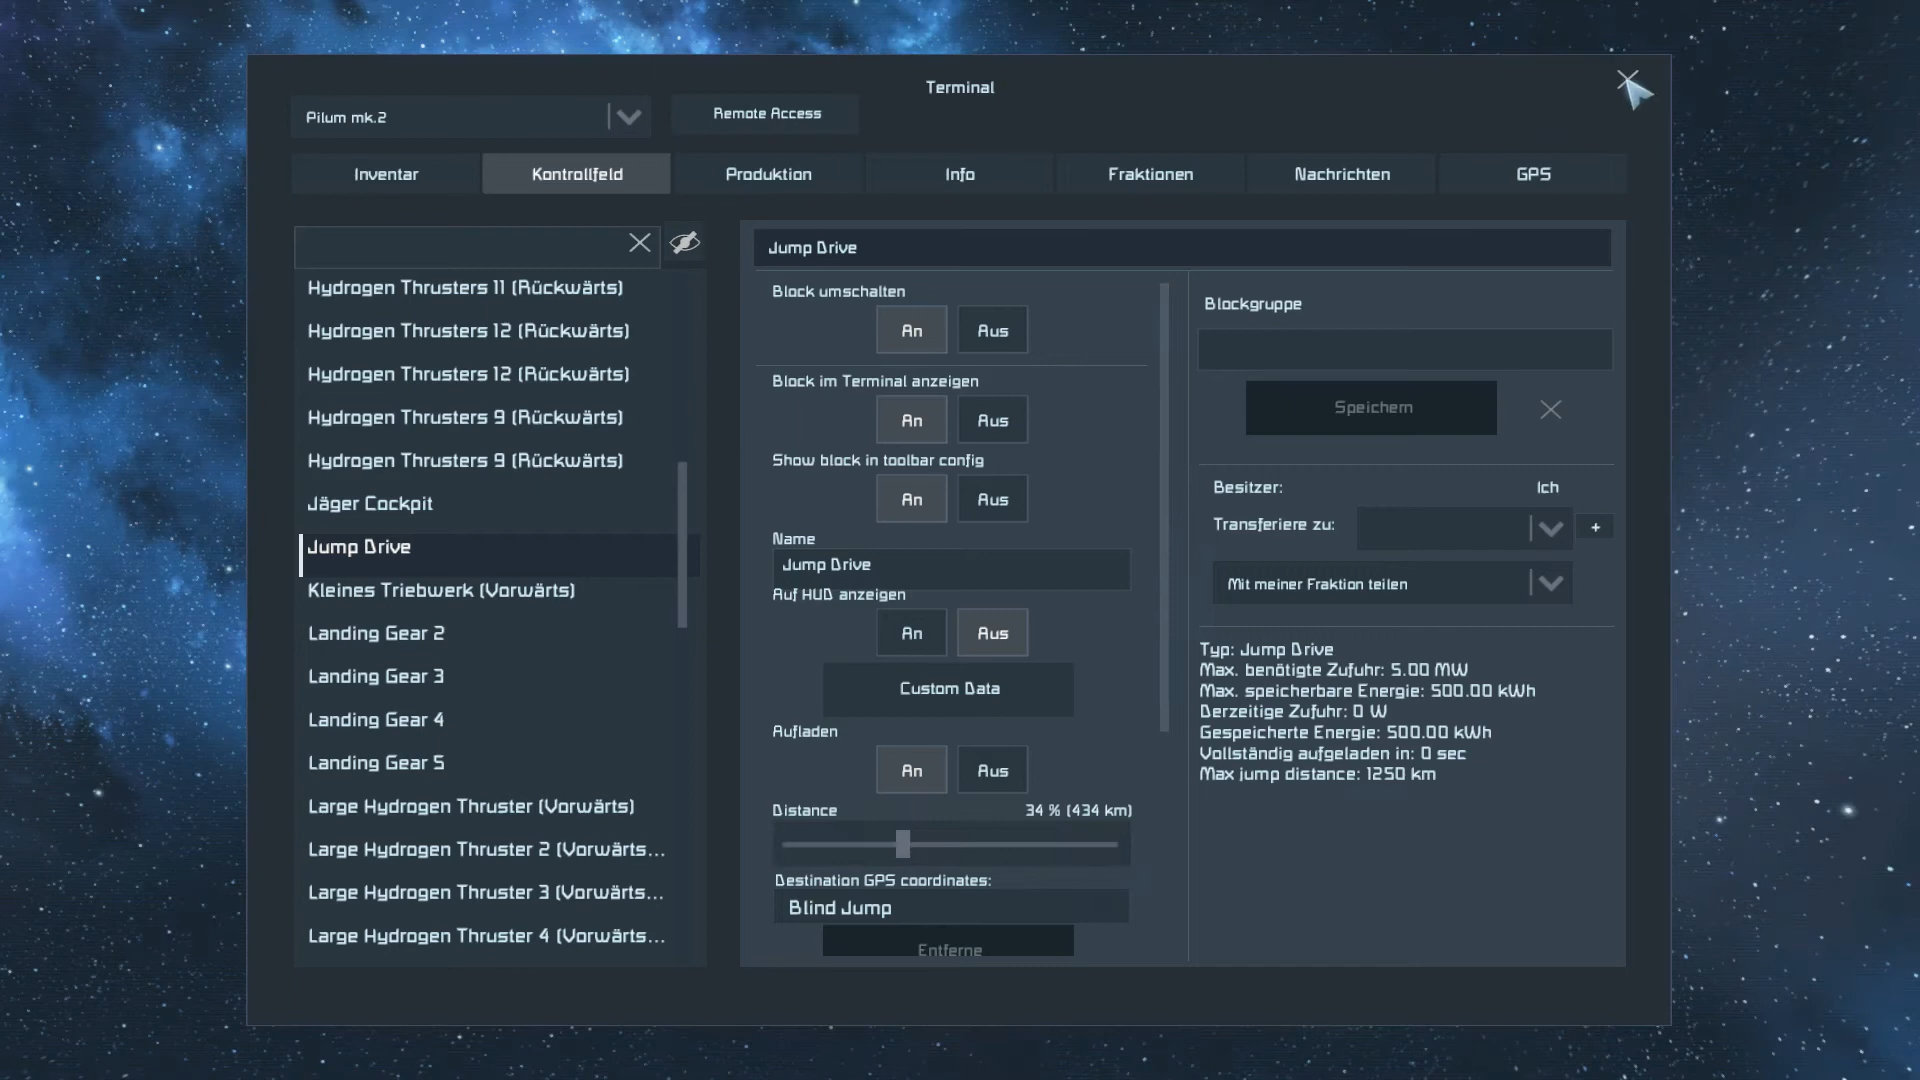 Terminal
Pilum mk.2
Remote Access
Inventar
Kontrollfeld
Produktion
Info
Fraktionen
Nachrichten
GPS
Hydrogen Thrusters 11 (Rückwärts)
Hydrogen Thrusters 12 (Rückwärts)
Hydrogen Thrusters 12 (Rückwärts)
Hydrogen Thrusters 9 (Rückwärts)
Hydrogen Thrusters 9 (Rückwärts)
Jäger Cockpit
Jump Drive
Kleines Triebwerk (Vorwärts)
Landing Gear 2
Landing Gear 3
Landing Gear 4
Landing Gear 5
Large Hydrogen Thruster (Vorwärts)
Large Hydrogen Thruster 2 (Vorwärts...
Large Hydrogen Thruster 3 (Vorwärts...
Large Hydrogen Thruster 4 (Vorwärts...
Jump Drive
Block umschalten
An Aus
Block im Terminal anzeigen
An Aus
Show block in toolbar config
An Aus
Name
Jump Drive
Auf HUD anzeigen
An Aus
Custom Data
Aufladen
An Aus
Distance 34 % (434 km)
Destination GPS coordinates:
Blind Jump
Entferne
Blockgruppe
Speichern
Besitzer: Ich
Transferiere zu:
+
Mit meiner Fraktion teilen
Typ: Jump Drive
Max. benötigte Zufuhr: 5.00 MW
Max. speicherbare Energie: 500.00 kWh
Derzeitige Zufuhr: 0 W
Gespeicherte Energie: 500.00 kWh
Vollständig aufgeladen in: 0 sec
Max jump distance: 1250 km